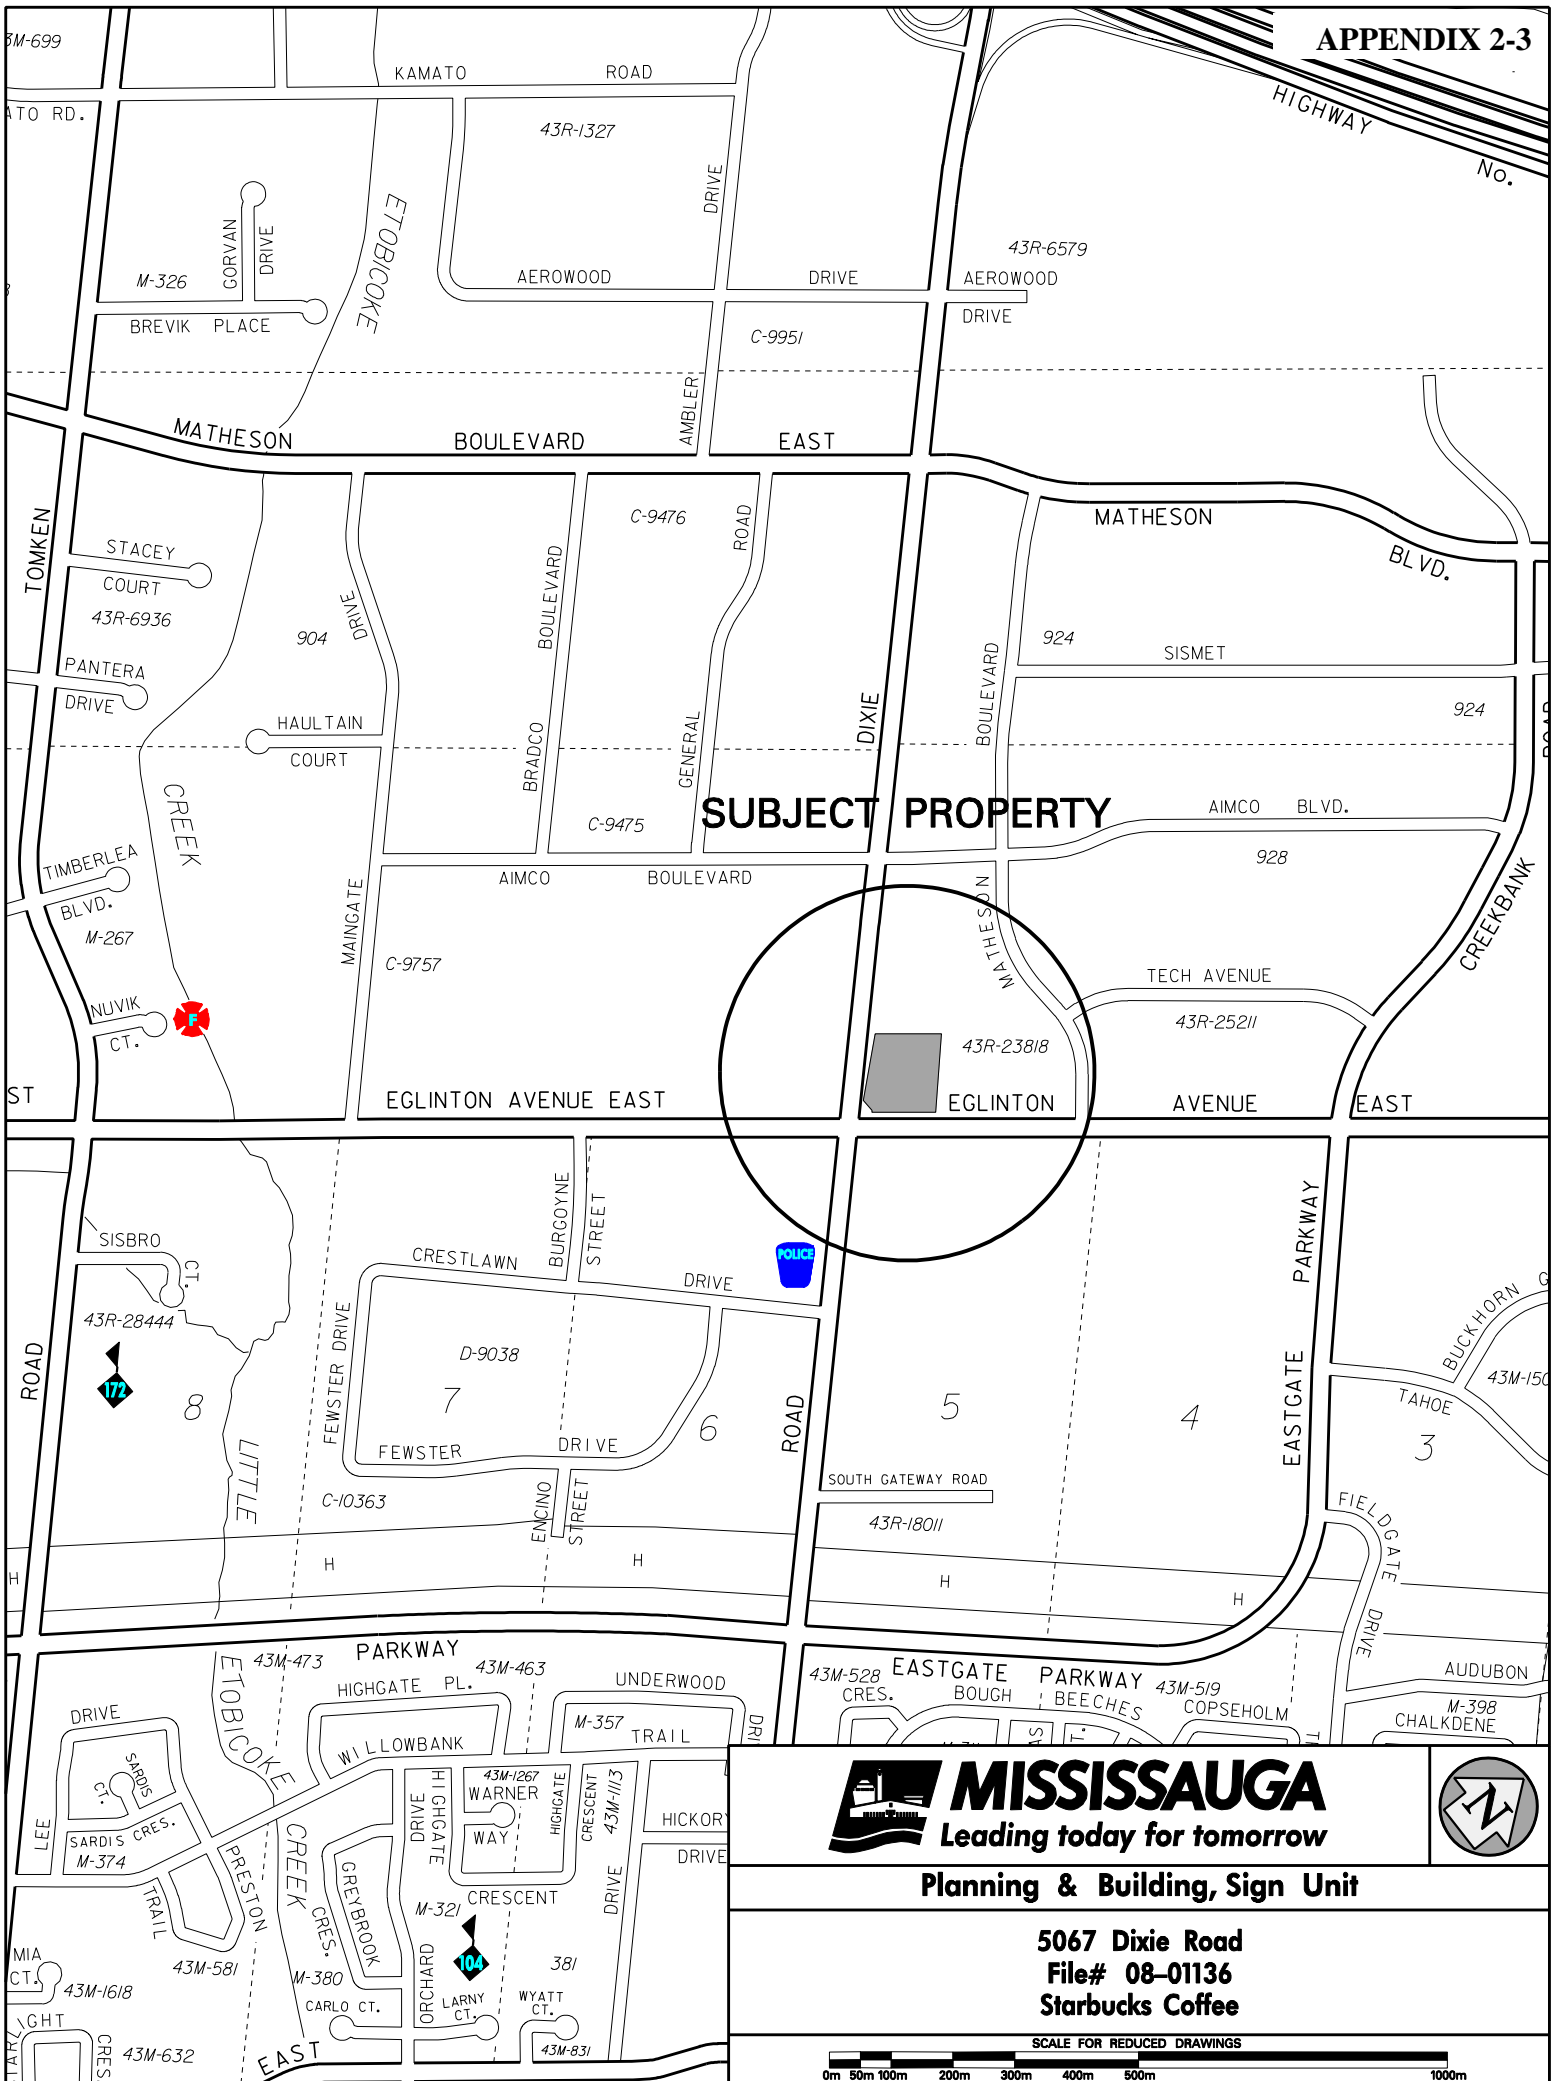 APPENDIX 2-3
3M-699
KAMATO ROAD
HIGHWAY
No.
ATO RD.
43R-1327
DRIVE
ETOBICOKE
GORVAN
DRIVE
M-326
43R-6579
AEROWOOD DRIVE AEROWOOD
DRIVE
BREVIK PLACE
C-9951
AMBLER
MATHESON BOULEVARD EAST
MATHESON
BLVD.
TOMKEN
C-9476
ROAD
STACEY
COURT
BOULEVARD
43R-6936
904
DRIVE
924
SISMET
BOULEVARD
PANTERA
DRIVE
DIXIE
924
ROAD
HAULTAIN
COURT
BRADCO
GENERAL
CREEK
SUBJECT PROPERTY
AIMCO BLVD.
C-9475
928
TIMBERLEA
BLVD.
AIMCO BOULEVARD
MAINGATE
MATHESON
CREEKBANK
M-267
C-9757
TECH AVENUE
NUVIK
CT.
F
43R-25211
43R-23818
ST
EGLINTON AVENUE EAST
EGLINTON AVENUE EAST
BURGOYNE
STREET
PARKWAY
SISBRO
CT.
CRESTLAWN
DRIVE
POLICE
43R-28444
FEWSTER DRIVE
D-9038
BUCKHORN G
ROAD
172
8
7
6
5
4
3
EASTGATE
43M-150
TAHOE
ROAD
LITTLE
FEWSTER DRIVE
SOUTH GATEWAY ROAD
C-10363
ENCINO
STREET
43R-18011
FIELDGATE
DRIVE
H
H
H
H
H
PARKWAY
43M-473
43M-463
ETOBICOKE
CREEK
HIGHGATE PL.
UNDERWOOD
DRI
43M-528
EASTGATE PARKWAY
43M-519
AUDUBON
CRES.
BOUGH
BEECHES
COPSEHOLM
M-398
CHALKDENE
DRIVE
M-357
TRAIL
WILLOWBANK
AS
T.
SARDIS
CT.
LEE
SARDIS CRES.
M-374
TRAIL
PRESTON
43M-581
HIGHGATE
DRIVE
43M-1267
WARNER
WAY
HIGHGATE
CRESCENT
43M-1113
HICKOR
DRIVE
DRIVE
CRESCENT
GREYBROOK
CRES.
M-321
M-380
ORCHARD
104
381
MIA
CT.
43M-1618
CARLO CT.
LARNY
CT.
WYATT
CT.
43M-831
43M-632
CRES.
EAST
MISSISSAUGA
Leading today for tomorrow
N
Planning & Building, Sign Unit
5067 Dixie Road
File# 08-01136
Starbucks Coffee
SCALE FOR REDUCED DRAWINGS
0m 50m 100m 200m 300m 400m 500m 1000m